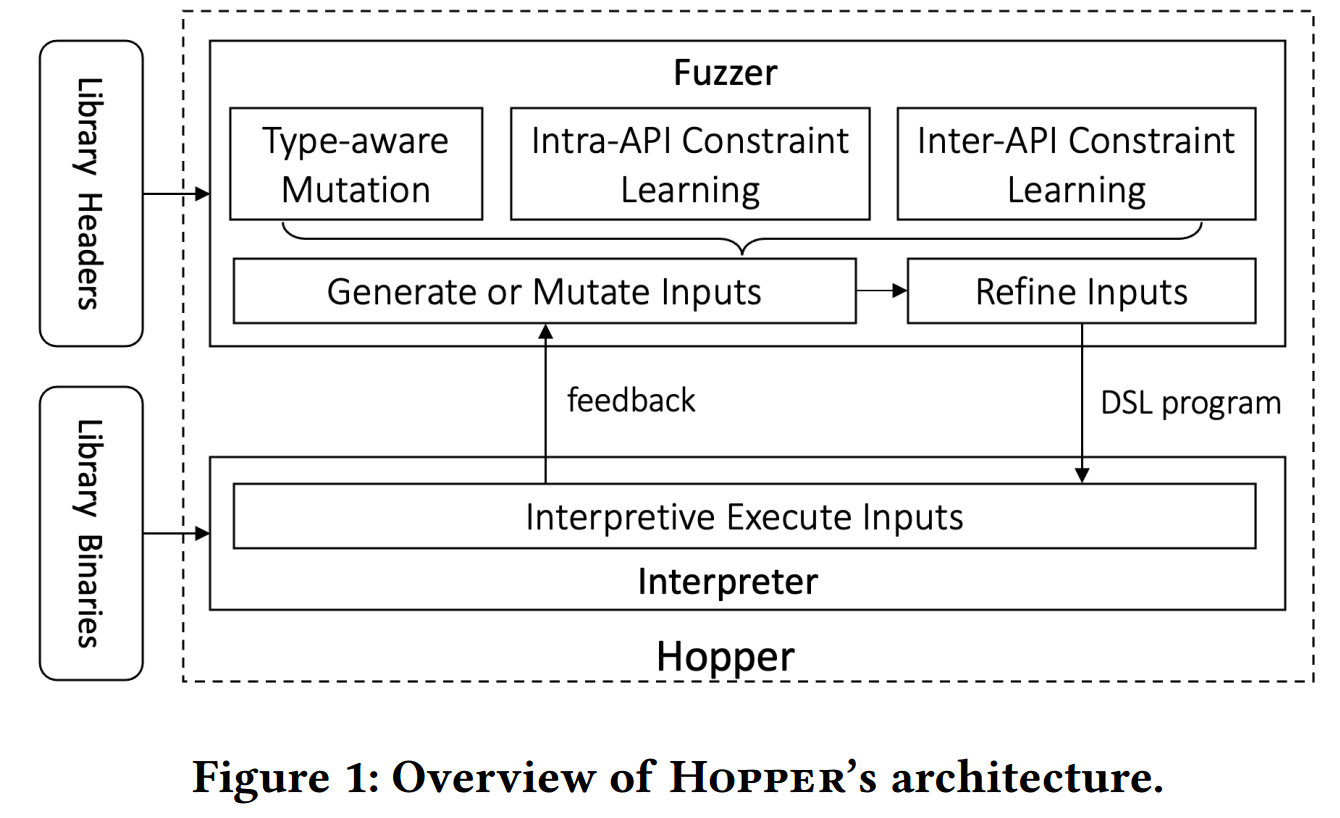 Library Headers
Fuzzer
Type-aware
Mutation
Intra-API Constraint
Learning
Inter-API Constraint
Learning
Generate or Mutate Inputs
Refine Inputs
feedback
DSL program
Library Binaries
Interpretive Execute Inputs
Interpreter
Hopper
Figure 1: Overview of HOPPER's architecture.